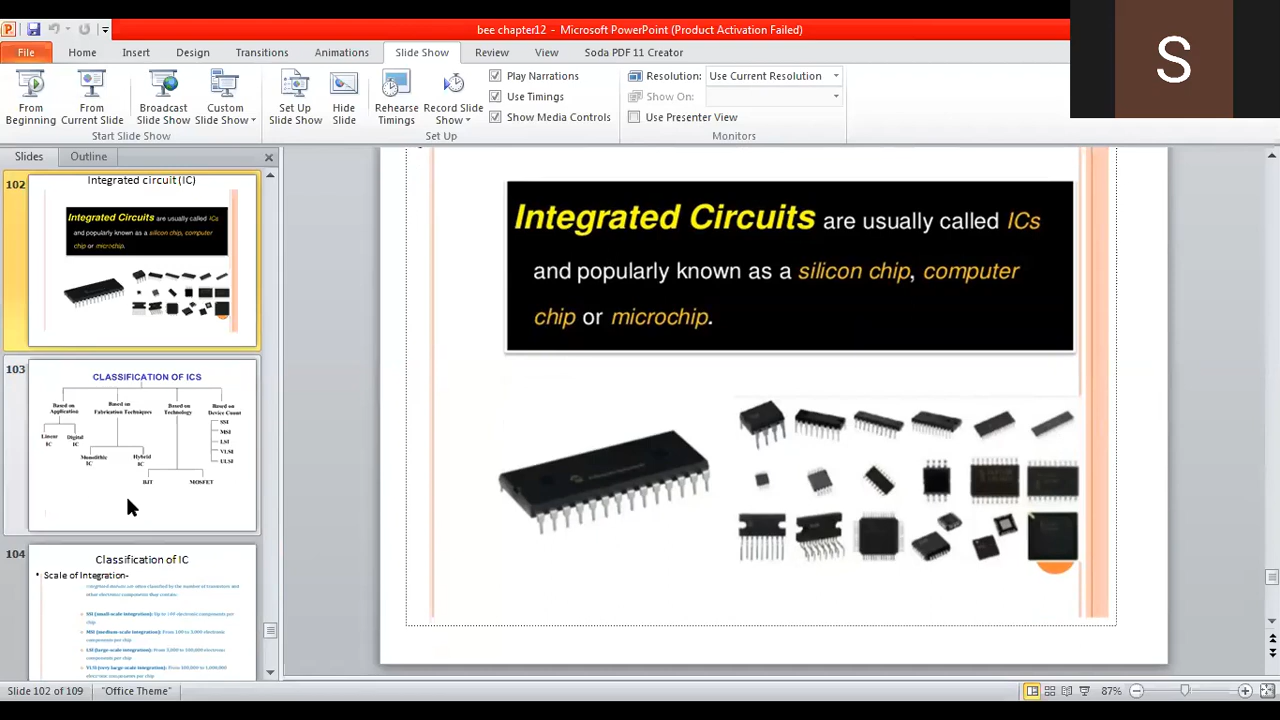 bee chapter12 - Microsoft PowerPoint (Product Activation Failed)
S
File Home Insert Design Transitions Animations Slide Show Review View Soda PDF 11 Creator
From Beginning
From Current Slide
Broadcast Slide Show
Custom Slide Show
Start Slide Show
Set Up Slide Show
Hide Slide
Rehearse Timings
Record Slide Show
Play Narrations
Use Timings
Show Media Controls
Set Up
Resolution: Use Current Resolution
Show On:
Use Presenter View
Monitors
Slides Outline
102
Integrated circuit (IC)
Integrated Circuits are usually called ICs
and popularly known as a silicon chip, computer
chip or microchip.
103
CLASSIFICATION OF ICS
Based on Application
Based on Fabrication Techniques
Based on Technology
Based on Device Count
Linear IC
Digital IC
Monolithic IC
Hybrid IC
BJT
MOSFET
SSI
MSI
LSI
VLSI
ULSI
104
Classification of IC
• Scale of Integration-
Integrated circuits are often classified by the number of transistors and
other electronic components they contain:
SSI (small-scale integration): Up to 100 electronic components per
chip
MSI (medium-scale integration): From 100 to 3,000 electronic
components per chip
LSI (large-scale integration): From 3,000 to 100,000 electronic
components per chip
VLSI (very large-scale integration): From 100,000 to 1,000,000
electronic components per chip
Integrated Circuits are usually called ICs
and popularly known as a silicon chip, computer
chip or microchip.
Slide 102 of 109 "Office Theme" 87%